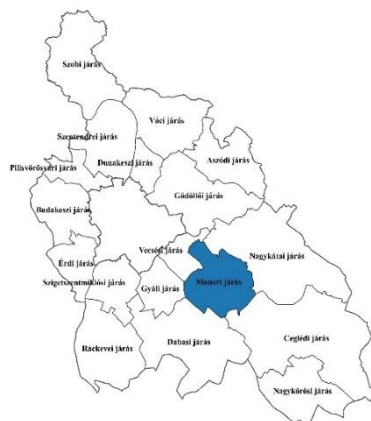 Szobi járás
Váci járás
Szentendrei járás
Dunakeszi járás
Aszódi járás
Pilisvörösvári járás
Gödöllői járás
Budakeszi járás
Vecsési járás
Nagykátai járás
Érdi járás
Szigetszentmiklósi járás
Gyáli járás
Monori járás
Ráckevei járás
Dabasi járás
Ceglédi járás
Nagykőrösi járás